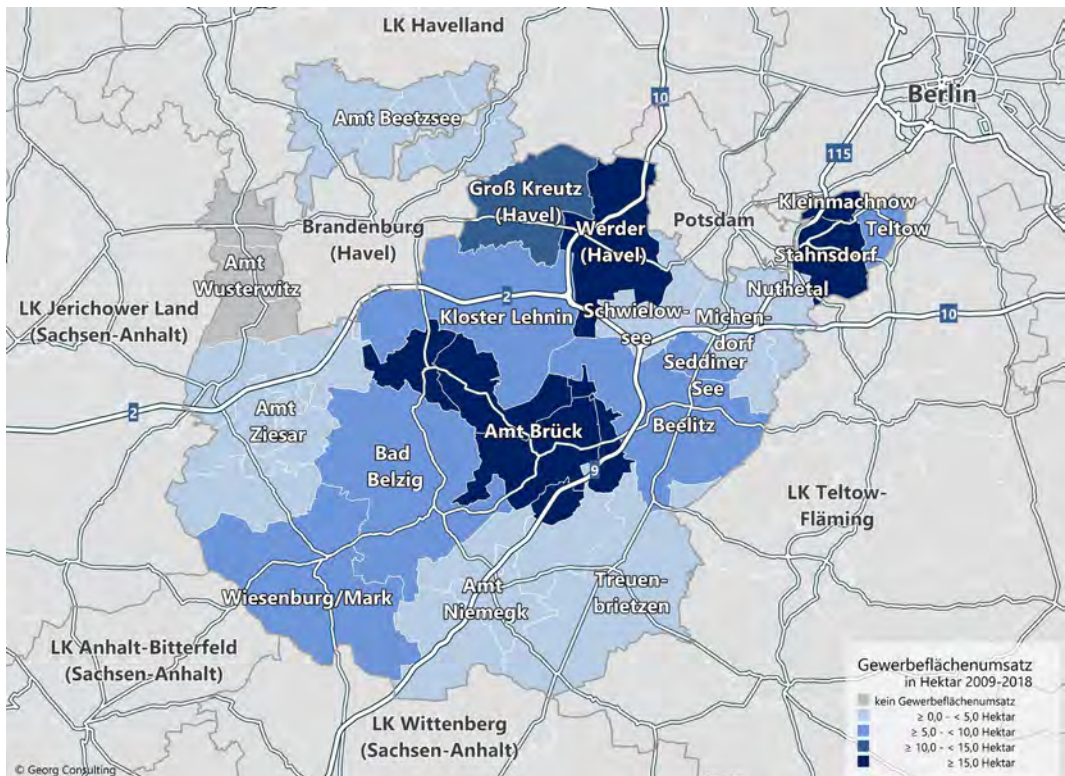 LK Havelland
10
Berlin
Amt Beetzsee
115
Groß Kreutz
(Havel)
Kleinmachnow
Brandenburg
(Havel)
Werder
(Havel)
Potsdam
Teltow
Stahnsdorf
Amt
Wusterwitz
Nuthetal
LK Jerichower Land
(Sachsen-Anhalt)
2
Kloster Lehnin
Schwielow-
see
Michen-
dorf
10
Seddiner
See
2
Amt
Ziesar
Amt Brück
Beelitz
Bad
Belzig
9
LK Teltow-
Fläming
Wiesenburg/Mark
Amt
Niemegk
Treuen-
brietzen
LK Anhalt-Bitterfeld
(Sachsen-Anhalt)
LK Wittenberg
(Sachsen-Anhalt)
Gewerbeflächenumsatz
in Hektar 2009-2018
kein Gewerbeflächenumsatz
≥ 0,0 - < 5,0 Hektar
≥ 5,0 - < 10,0 Hektar
≥ 10,0 - < 15,0 Hektar
≥ 15,0 Hektar
© Georg Consulting